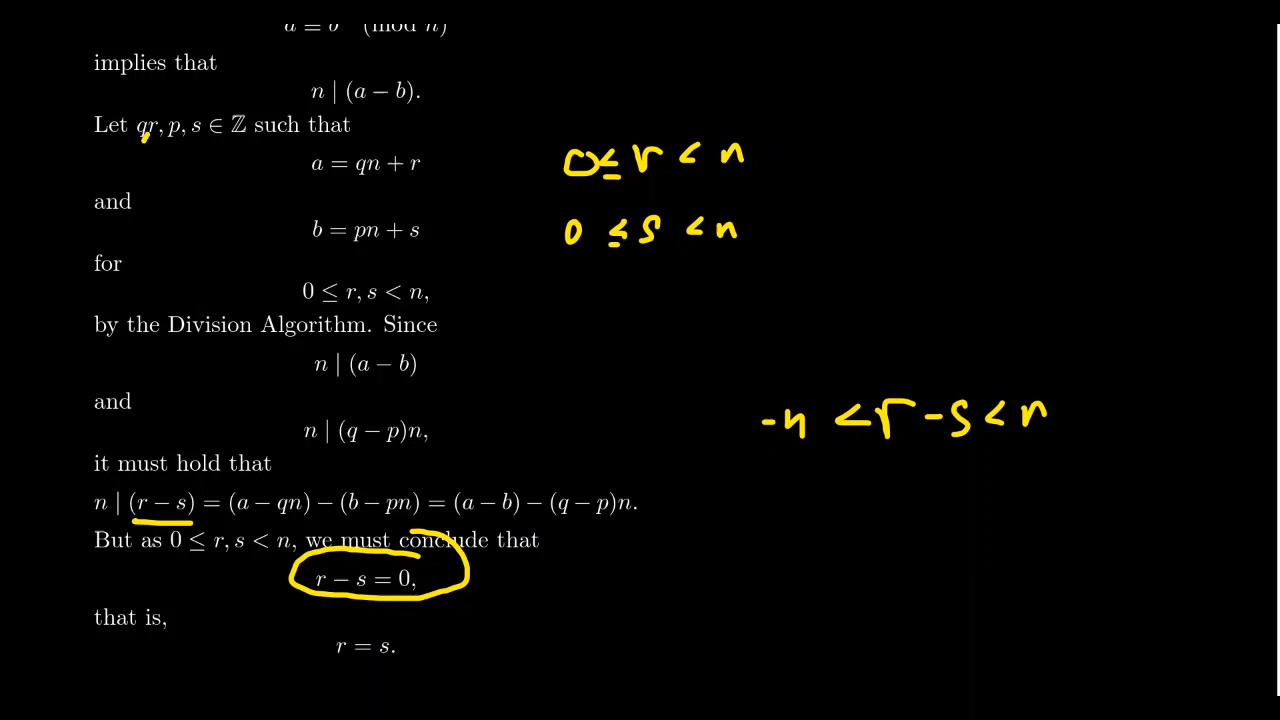 a ≡ b (mod n)
implies that
n | (a − b).
Let q,r, p, s ∈ ℤ such that
a = qn + r
0 ≤ r < n
and
b = pn + s
0 ≤ s < n
for
0 ≤ r, s < n,
by the Division Algorithm. Since
n | (a − b)
and
n | (q − p)n,
-n < r - s < n
it must hold that
n | (r − s) = (a − qn) − (b − pn) = (a − b) − (q − p)n.
But as 0 ≤ r, s < n, we must conclude that
r − s = 0,
that is,
r = s.